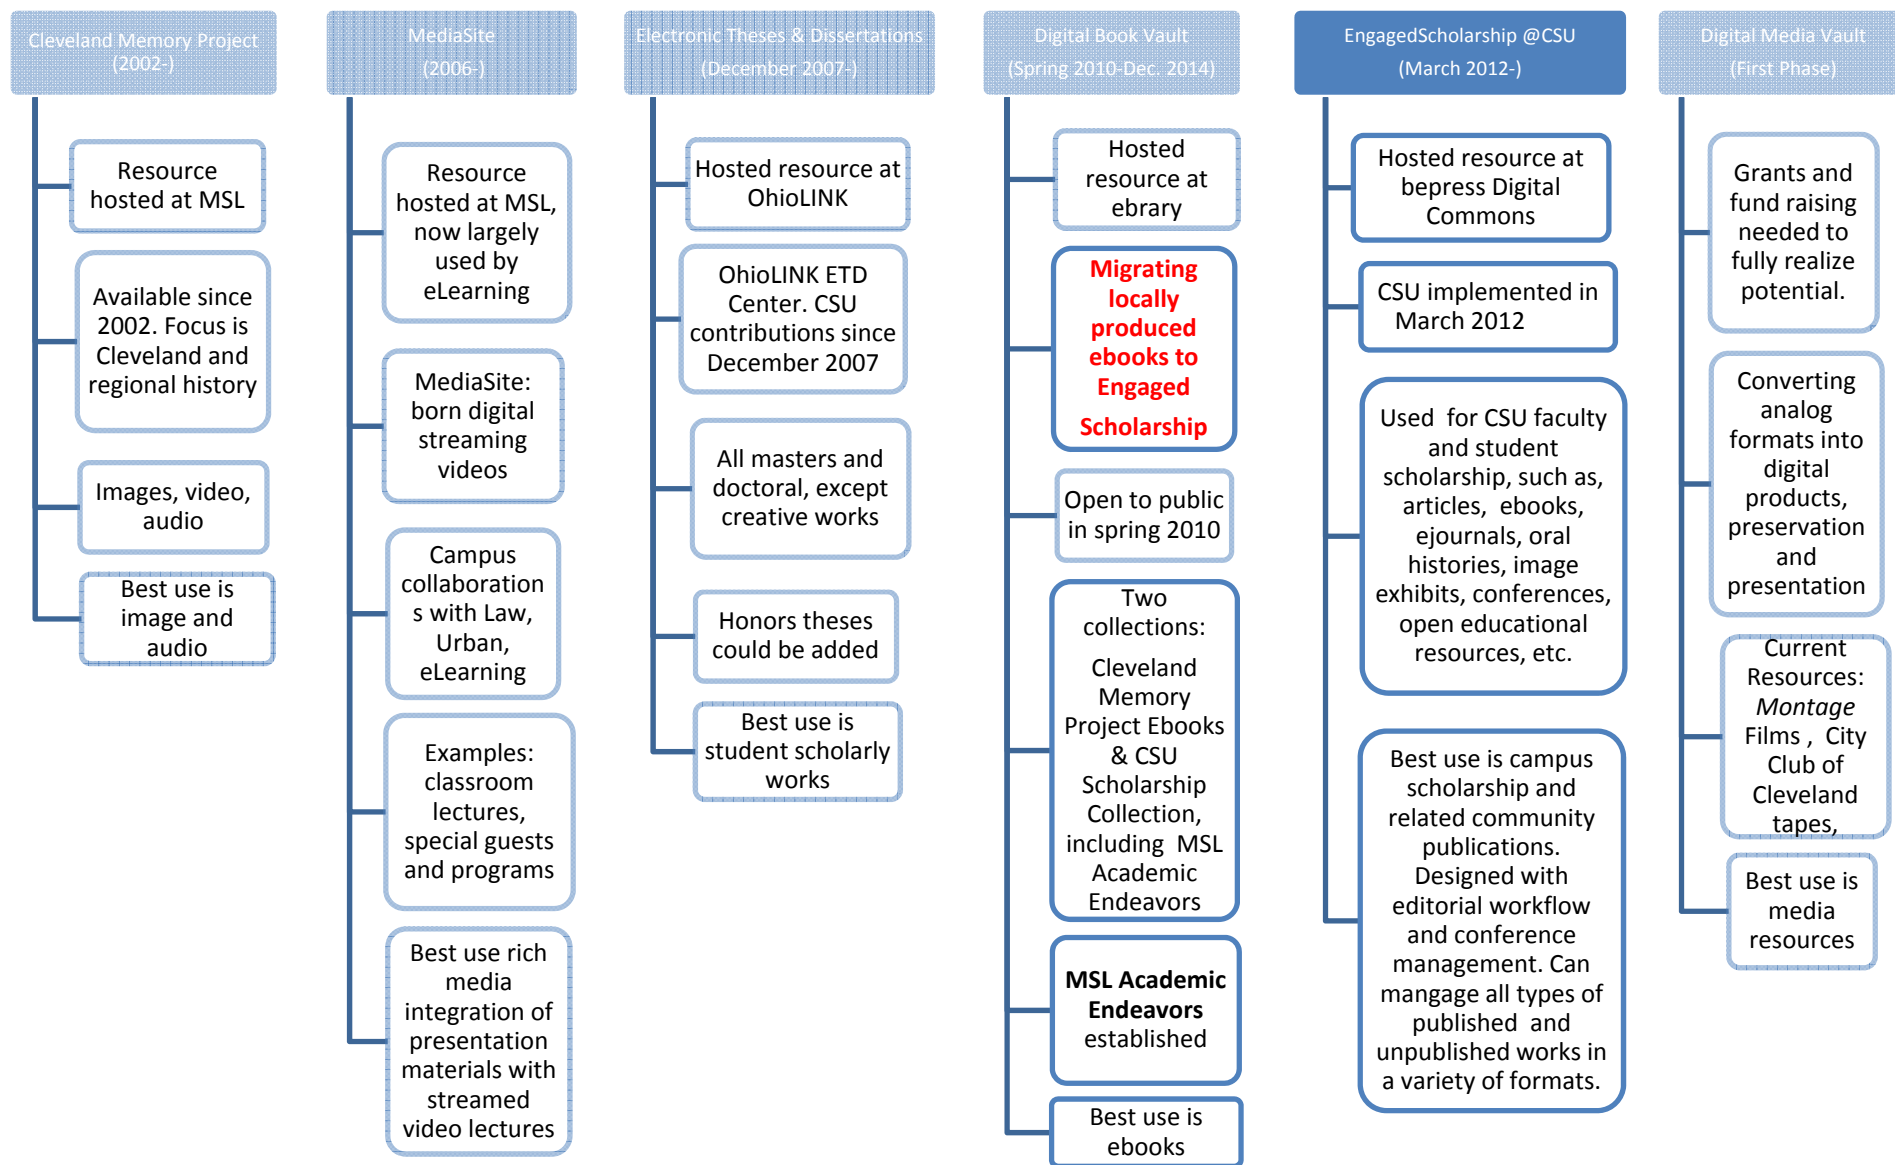 Cleveland Memory Project
(2002-)
Resource
hosted at MSL
Available since
2002. Focus is
Cleveland and
regional history
Images, video,
audio
Best use is
image and
audio
MediaSite
(2006-)
Resource
hosted at MSL,
now largely
used by
eLearning
MediaSite:
born digital
streaming
videos
Campus
collaboration
s with Law,
Urban,
eLearning
Examples:
classroom
lectures,
special guests
and programs
Best use rich
media
integration of
presentation
materials with
streamed
video lectures
Electronic Theses & Dissertations
(December 2007-)
Hosted resource at
OhioLINK
OhioLINK ETD
Center. CSU
contributions since
December 2007
All masters and
doctoral, except
creative works
Honors theses
could be added
Best use is
student scholarly
works
Digital Book Vault
(Spring 2010-Dec. 2014)
Hosted
resource at
ebrary
Migrating
locally
produced
ebooks to
Engaged
Scholarship
Open to public
in spring 2010
Two
collections:
Cleveland
Memory
Project Ebooks
& CSU
Scholarship
Collection,
including MSL
Academic
Endeavors
MSL Academic
Endeavors
established
Best use is
ebooks
EngagedScholarship @CSU
(March 2012-)
Hosted resource at
bepress Digital
Commons
CSU implemented in
March 2012
Used for CSU faculty
and student
scholarship, such as,
articles, ebooks,
ejournals, oral
histories, image
exhibits, conferences,
open educational
resources, etc.
Best use is campus
scholarship and
related community
publications.
Designed with
editorial workflow
and conference
management. Can
mangage all types of
published and
unpublished works in
a variety of formats.
Digital Media Vault
(First Phase)
Grants and
fund raising
needed to
fully realize
potential.
Converting
analog
formats into
digital
products,
preservation
and
presentation
Current
Resources:
Montage
Films , City
Club of
Cleveland
tapes,
Best use is
media
resources